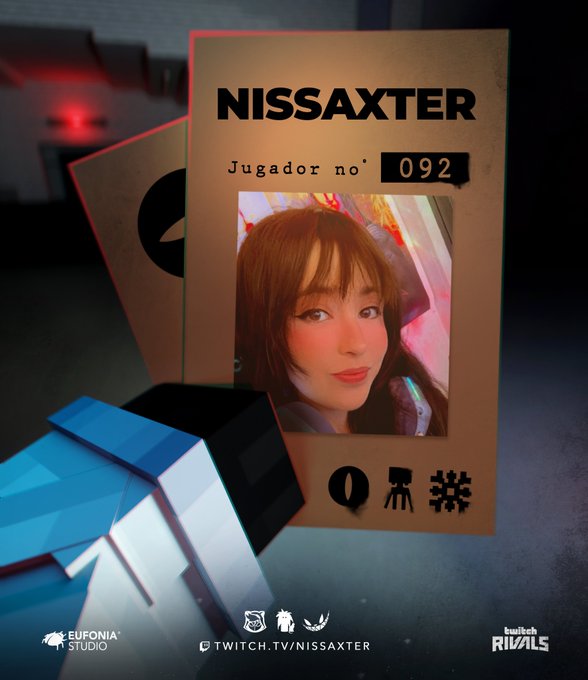 NISSAXTER
Jugador no° 092
EUFONIA®
STUDIO
TWITCH.TV/NISSAXTER
twitch
RIVALS